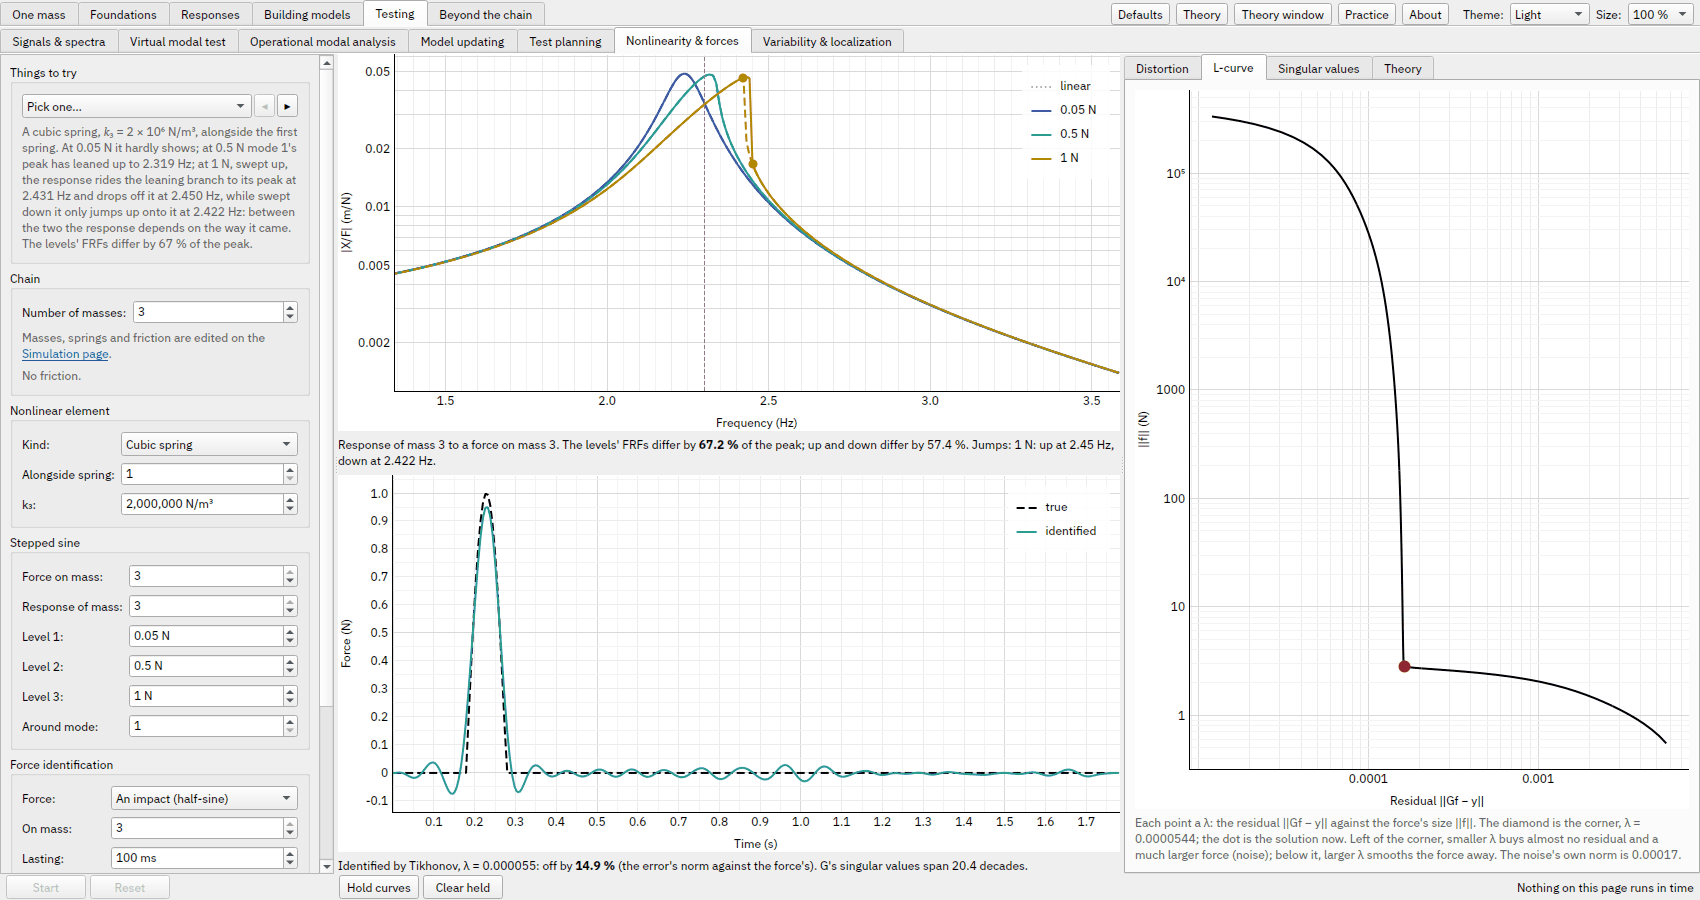 One mass
Foundations
Responses
Building models
Testing
Beyond the chain
Defaults
Theory
Theory window
Practice
About
Theme:
Light
Size:
100 %
Signals & spectra
Virtual modal test
Operational modal analysis
Model updating
Test planning
Nonlinearity & forces
Variability & localization
Things to try
Pick one...
A cubic spring, k₃ = 2 × 10⁶ N/m³, alongside the first
spring. At 0.05 N it hardly shows; at 0.5 N mode 1's
peak has leaned up to 2.319 Hz; at 1 N, swept up,
the response rides the leaning branch to its peak at
2.431 Hz and drops off it at 2.450 Hz, while swept
down it only jumps up onto it at 2.422 Hz: between
the two the response depends on the way it came.
The levels' FRFs differ by 67 % of the peak.
Chain
Number of masses:
3
Masses, springs and friction are edited on the
Simulation page.
No friction.
Nonlinear element
Kind:
Cubic spring
Alongside spring:
1
k₃:
2,000,000 N/m³
Stepped sine
Force on mass:
3
Response of mass:
3
Level 1:
0.05 N
Level 2:
0.5 N
Level 3:
1 N
Around mode:
1
Force identification
Force:
An impact (half-sine)
On mass:
3
Lasting:
100 ms
Start
Reset
|X/F| (m/N)
0.05
0.02
0.01
0.005
0.002
linear
0.05 N
0.5 N
1 N
1.5
2.0
2.5
3.0
3.5
Frequency (Hz)
Response of mass 3 to a force on mass 3. The levels' FRFs differ by 67.2 % of the peak; up and down differ by 57.4 %. Jumps: 1 N: up at 2.45 Hz,
down at 2.422 Hz.
Force (N)
1.0
0.9
0.8
0.7
0.6
0.5
0.4
0.3
0.2
0.1
0
-0.1
true
identified
0.1
0.2
0.3
0.4
0.5
0.6
0.7
0.8
0.9
1.0
1.1
1.2
1.3
1.4
1.5
1.6
1.7
Time (s)
Identified by Tikhonov, λ = 0.000055: off by 14.9 % (the error's norm against the force's). G's singular values span 20.4 decades.
Hold curves
Clear held
Distortion
L-curve
Singular values
Theory
||f|| (N)
10⁵
10⁴
1000
100
10
1
0.0001
0.001
Residual ||Gf − y||
Each point a λ: the residual ||Gf − y|| against the force's size ||f||. The diamond is the corner, λ =
0.0000544; the dot is the solution now. Left of the corner, smaller λ buys almost no residual and a
much larger force (noise); below it, larger λ smooths the force away. The noise's own norm is 0.00017.
Nothing on this page runs in time